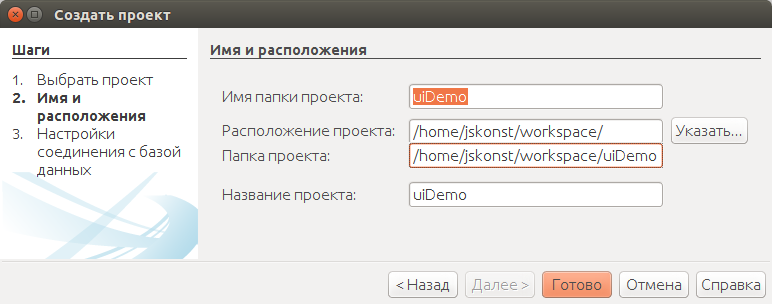 Создать проект
Шаги
1. Выбрать проект
2. Имя и
расположения
3. Настройки
соединения с базой
данных
Имя и расположения
Имя папки проекта: uiDemo
Расположение проекта: /home/jskonst/workspace/ Указать...
Папка проекта: /home/jskonst/workspace/uiDemo
Название проекта: uiDemo
< Назад Далее > Готово Отмена Справка